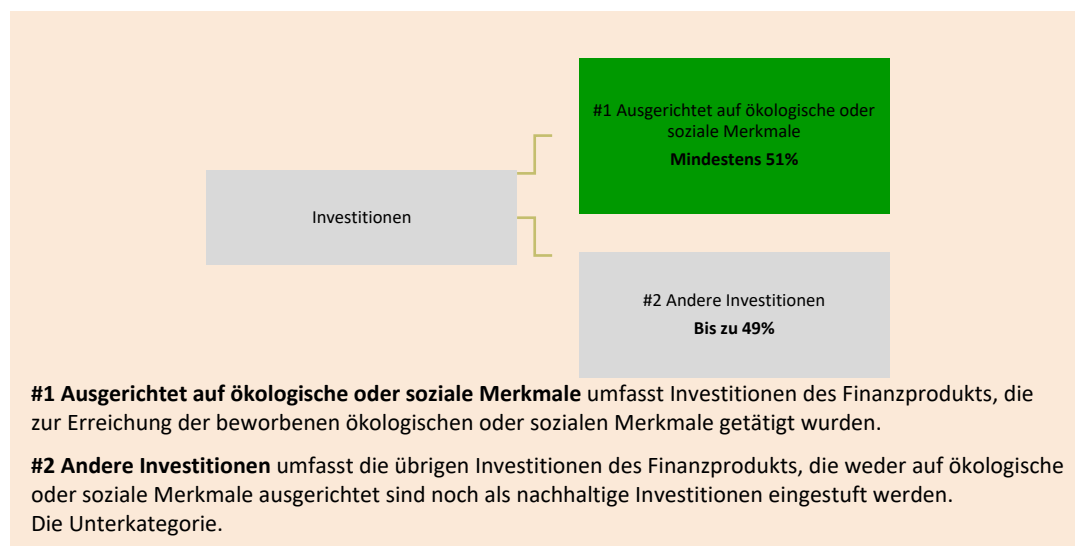 #1 Ausgerichtet auf ökologische oder
soziale Merkmale
Mindestens 51%
Investitionen
#2 Andere Investitionen
Bis zu 49%
#1 Ausgerichtet auf ökologische oder soziale Merkmale umfasst Investitionen des Finanzprodukts, die
zur Erreichung der beworbenen ökologischen oder sozialen Merkmale getätigt wurden.
#2 Andere Investitionen umfasst die übrigen Investitionen des Finanzprodukts, die weder auf ökologische
oder soziale Merkmale ausgerichtet sind noch als nachhaltige Investitionen eingestuft werden.
Die Unterkategorie.